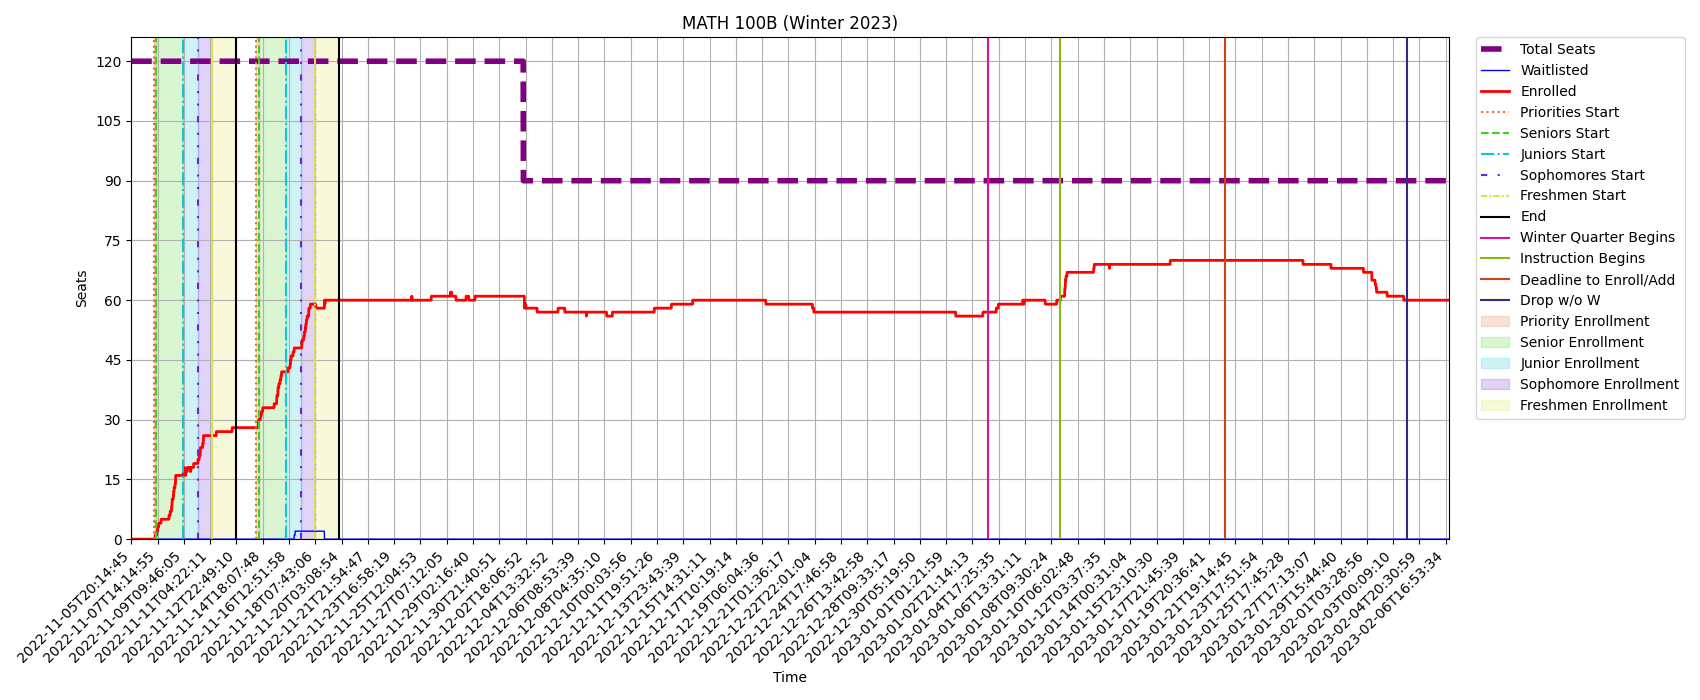 MATH 100B (Winter 2023)
Seats
120
105
90
75
60
45
30
15
0
2022-11-05T20:14:45
2022-11-07T14:14:55
2022-11-09T09:46:05
2022-11-11T04:22:11
2022-11-12T22:49:10
2022-11-14T18:07:48
2022-11-16T12:51:58
2022-11-18T07:43:06
2022-11-20T03:08:54
2022-11-21T21:54:47
2022-11-23T16:58:19
2022-11-25T12:04:53
2022-11-27T07:12:05
2022-11-29T02:16:40
2022-11-30T21:40:51
2022-12-02T18:06:52
2022-12-04T13:32:52
2022-12-06T08:53:39
2022-12-08T04:35:10
2022-12-10T00:03:56
2022-12-11T19:51:26
2022-12-13T23:43:39
2022-12-15T14:31:11
2022-12-17T10:19:14
2022-12-19T06:04:36
2022-12-21T01:36:17
2022-12-22T22:01:04
2022-12-24T17:46:58
2022-12-26T13:42:58
2022-12-28T09:33:17
2022-12-30T05:19:50
2023-01-01T01:21:59
2023-01-02T21:14:13
2023-01-04T17:25:35
2023-01-06T13:31:11
2023-01-08T09:30:24
2023-01-10T06:02:48
2023-01-12T03:37:35
2023-01-14T00:31:04
2023-01-15T23:10:30
2023-01-17T21:45:39
2023-01-19T20:36:41
2023-01-21T19:14:45
2023-01-23T17:51:54
2023-01-25T17:45:28
2023-01-27T17:13:07
2023-01-29T15:44:40
2023-02-01T03:28:56
2023-02-03T00:09:10
2023-02-04T20:30:59
2023-02-06T16:53:34
Time
Total Seats
Waitlisted
Enrolled
Priorities Start
Seniors Start
Juniors Start
Sophomores Start
Freshmen Start
End
Winter Quarter Begins
Instruction Begins
Deadline to Enroll/Add
Drop w/o W
Priority Enrollment
Senior Enrollment
Junior Enrollment
Sophomore Enrollment
Freshmen Enrollment